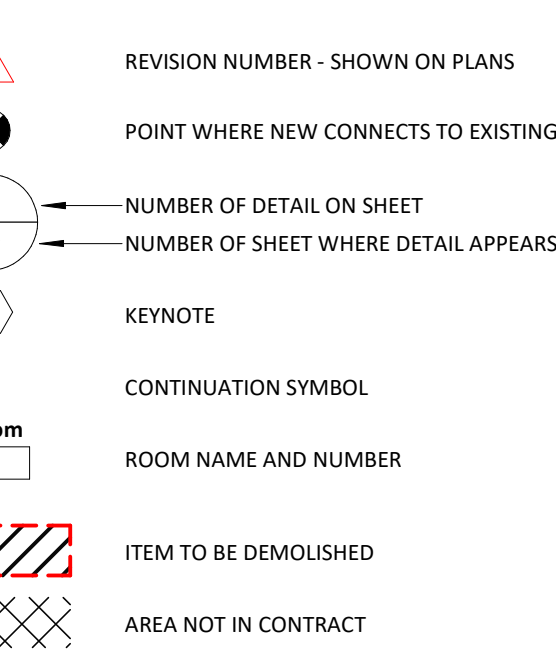 REVISION NUMBER - SHOWN ON PLANS
POINT WHERE NEW CONNECTS TO EXISTING
NUMBER OF DETAIL ON SHEET
NUMBER OF SHEET WHERE DETAIL APPEARS
KEYNOTE
CONTINUATION SYMBOL
om
ROOM NAME AND NUMBER
ITEM TO BE DEMOLISHED
AREA NOT IN CONTRACT